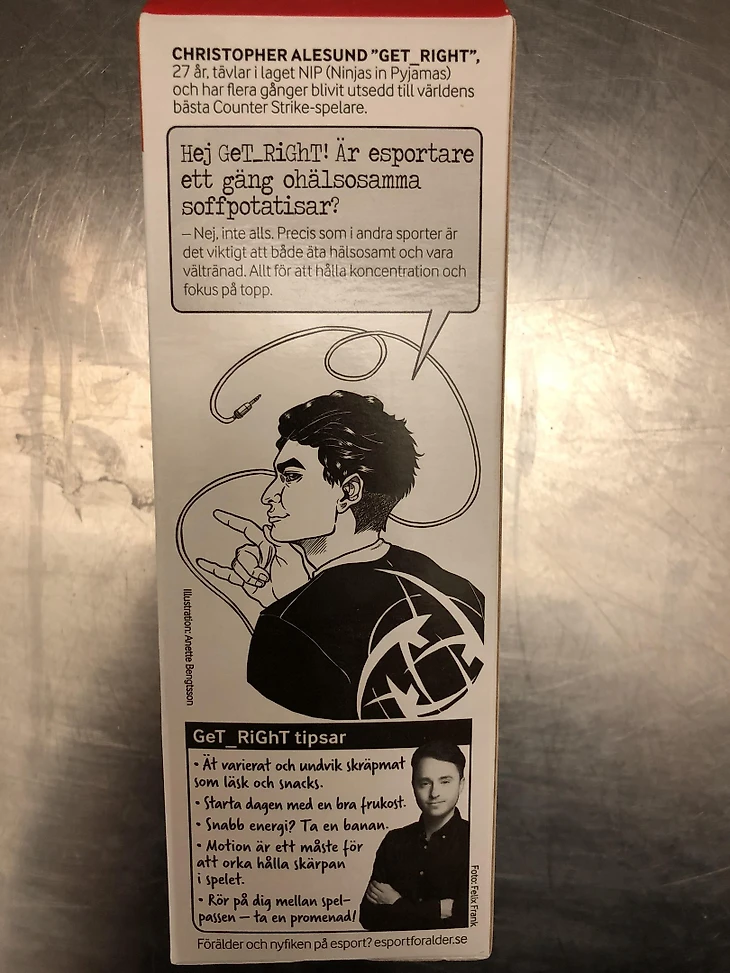 CHRISTOPHER ALESUND ”GET_RIGHT”,
27 år, tävlar i laget NIP (Ninjas in Pyjamas)
och har flera gånger blivit utsedd till världens
bästa Counter Strike-spelare.
Hej GeT_RiGhT! Är esportare
ett gäng ohälsosamma
soffpotatisar?
– Nej, inte alls. Precis som i andra sporter är
det viktigt att både äta hälsosamt och vara
vältränad. Allt för att hålla koncentration och
fokus på topp.
Illustration: Anette Bengtsson
GeT_RiGhT tipsar
• Ät varierat och undvik skräpmat
som läsk och snacks.
• Starta dagen med en bra frukost.
• Snabb energi? Ta en banan.
• Motion är ett måste för
att orka hålla skärpan
i spelet.
• Rör på dig mellan spel-
passen – ta en promenad!
Foto: Felix Frank
Förälder och nyfiken på esport? esportforalder.se